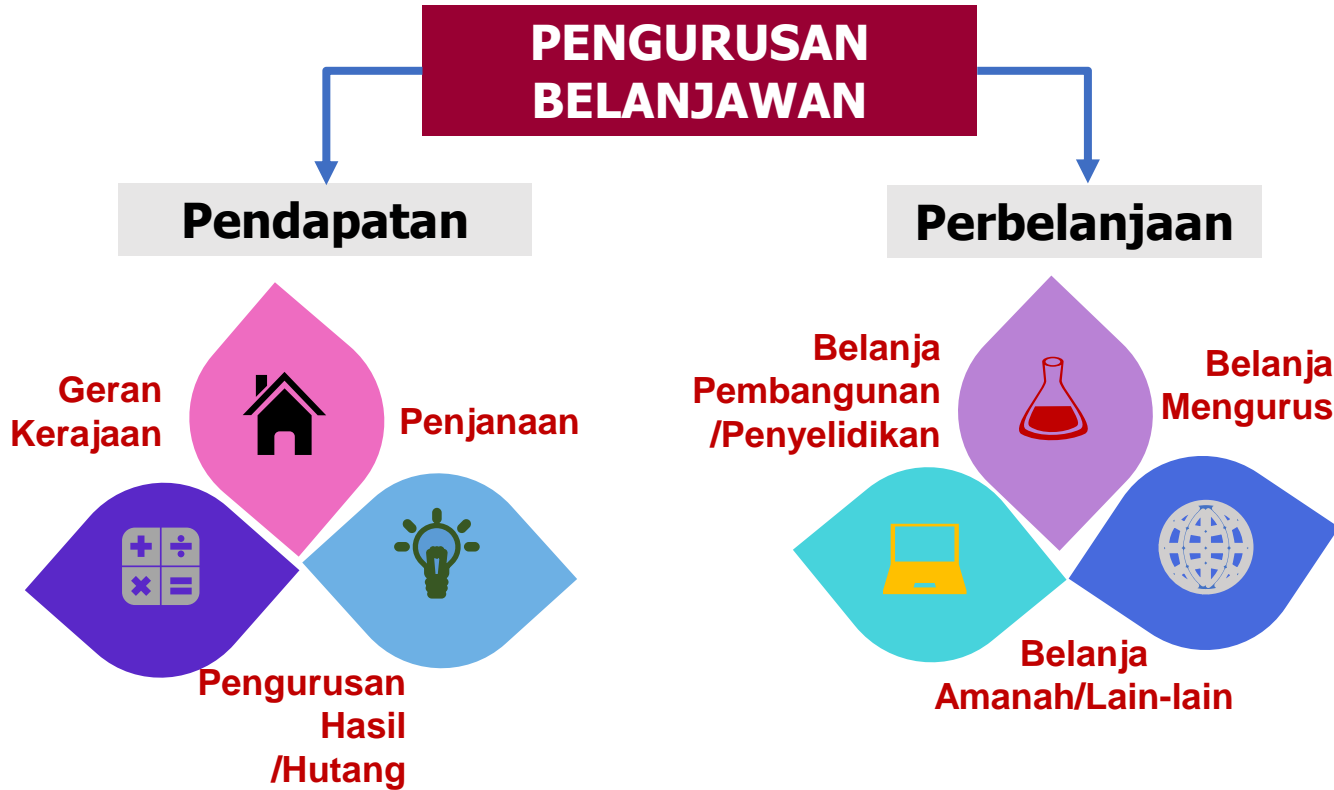 PENGURUSAN
BELANJAWAN
Pendapatan
Geran
Kerajaan
Penjanaan
Pengurusan
Hasil
/Hutang
Perbelanjaan
Belanja
Pembangunan
/Penyelidikan
Belanja
Mengurus
Belanja
Amanah/Lain-lain